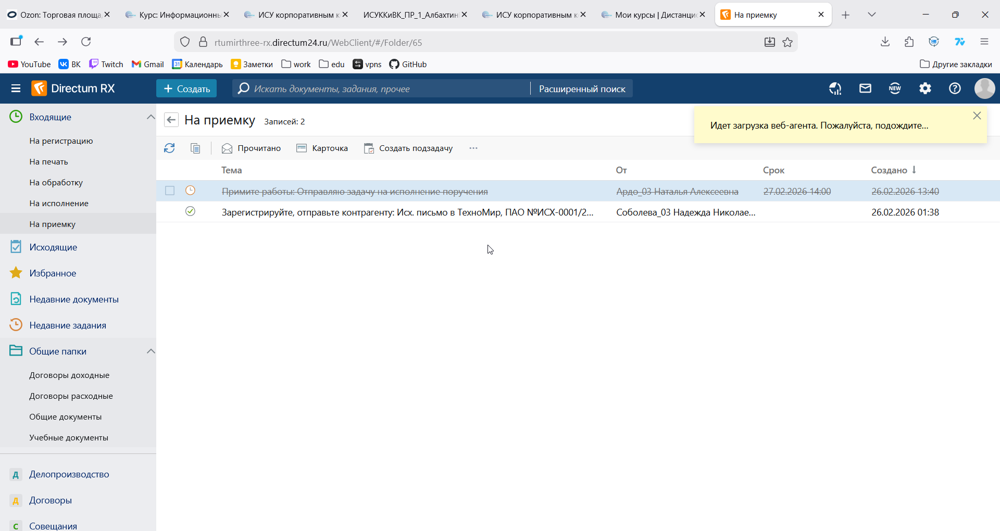 Ozon: Торговая площа
Курс: Информационн
ИСУ корпоративным к
ИСУККиВК_ПР_1_Албахтин
ИСУ корпоративным к
Мои курсы | Дистанци
На приемку
rtumirthree-rx.directum24.ru/WebClient/#/Folder/65
YouTube
ВК
Twitch
Gmail
31 Календарь
Заметки
work
edu
vpns
GitHub
Другие закладки
Directum RX
Создать
Искать документы, задания, прочее
Расширенный поиск
NEW
Входящие
На регистрацию
На печать
На обработку
На исполнение
На приемку
Исходящие
Избранное
Недавние документы
Недавние задания
Общие папки
Договоры доходные
Договоры расходные
Общие документы
Учебные документы
Д Делопроизводство
Д Договоры
С Совещания
На приемку Записей: 2
Идет загрузка веб-агента. Пожалуйста, подождите...
Прочитано
Карточка
Создать подзадачу
...
Тема От Срок Создано
Примите работы: Отправляю задачу на исполнение поручения Ардо_03 Наталья Алексеевна 27.02.2026 14:00 26.02.2026 13:40
Зарегистрируйте, отправьте контрагенту: Исх. письмо в ТехноМир, ПАО №ИСХ-0001/2... Соболева_03 Надежда Николае... 26.02.2026 01:38